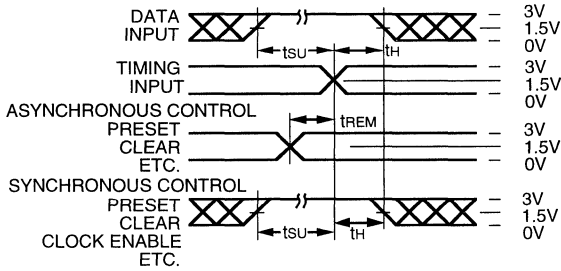 DATA
INPUT
3V
1.5V
0V
tSU
tH
TIMING
INPUT
3V
1.5V
0V
ASYNCHRONOUS CONTROL
PRESET
CLEAR
ETC.
tREM
3V
1.5V
0V
SYNCHRONOUS CONTROL
PRESET
CLEAR
CLOCK ENABLE
ETC.
tSU
tH
3V
1.5V
0V